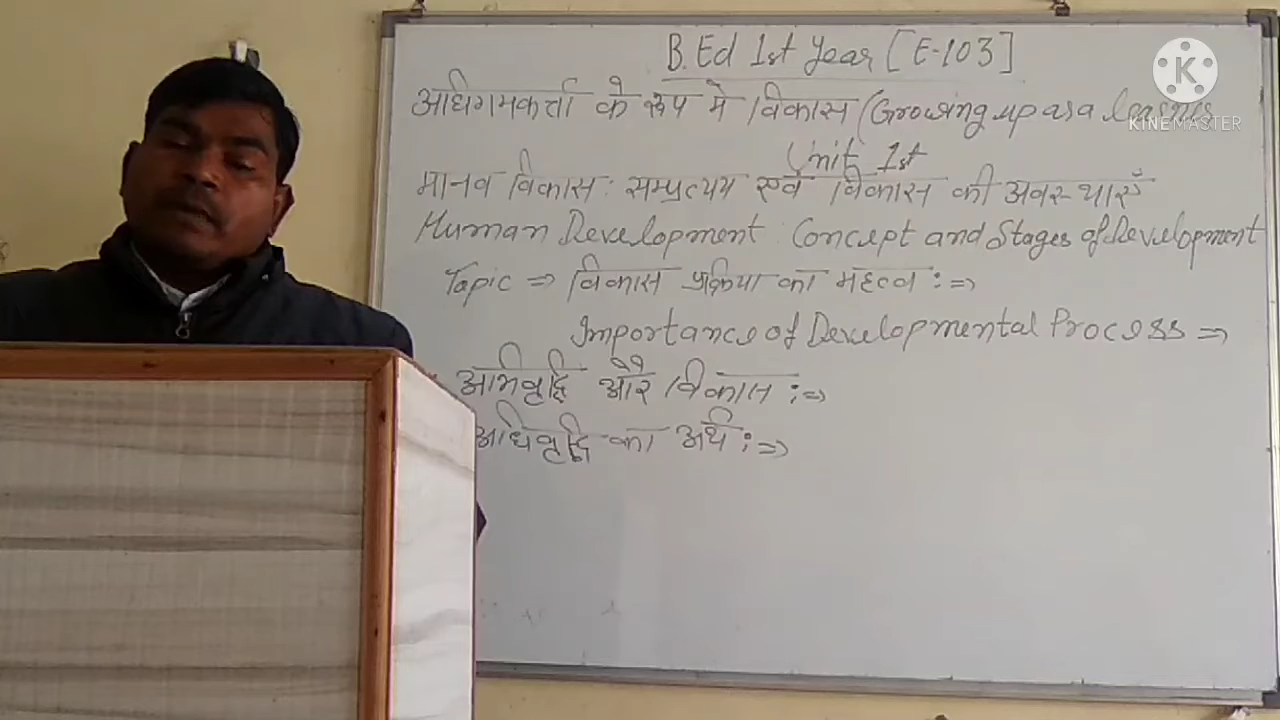 B.Ed 1st Year [E-103]
अधिगमकर्त्ता के रूप में विकास (Growing up as a learner
K
KINEMASTER
Unit 1st
मानव विकास : सम्प्रत्यय एवं विकास की अवस्थाएँ
Human Development : Concept and Stages of Development
Topic => विकास प्रक्रिया का महत्व :=>
Importance of Developmental Process =>
अभिवृद्धि और विकास :=>
अभिवृद्धि का अर्थ :=>